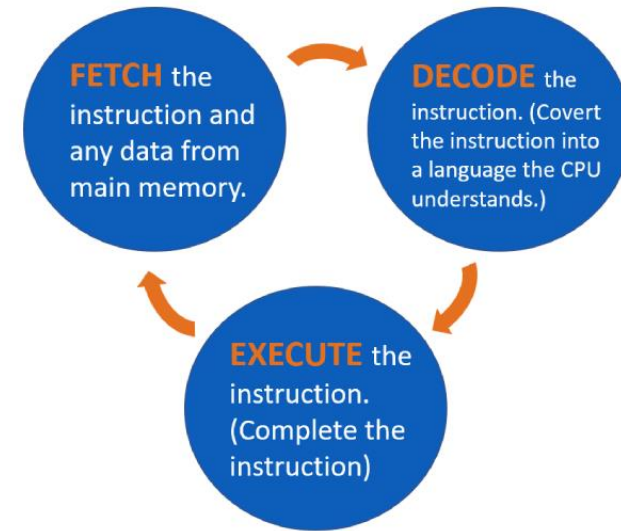 FETCH the
instruction and
any data from
main memory.
DECODE the
instruction. (Covert
the instruction into
a language the CPU
understands.)
EXECUTE the
instruction.
(Complete the
instruction)